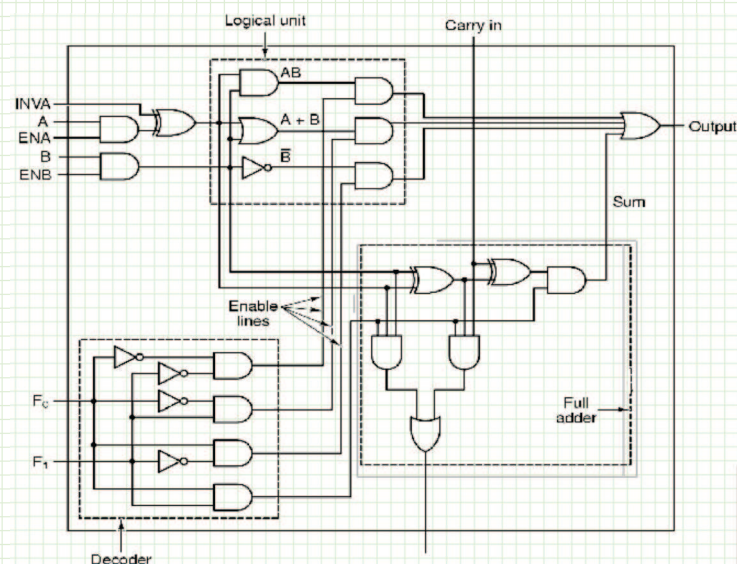 Logical unit
Carry in
INVA
A
ENA
B
ENB
AB
A + B
B̅
Output
Sum
Enable
lines
F₀
F₁
Full
adder
Decoder